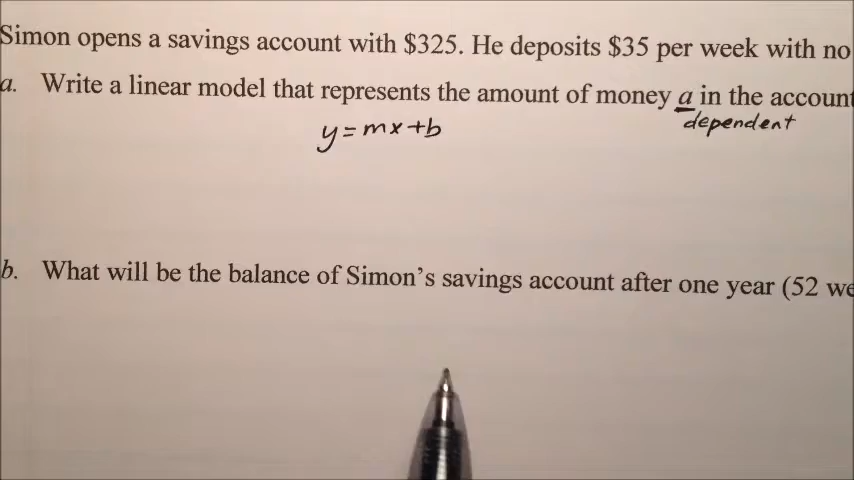 Simon opens a savings account with $325. He deposits $35 per week with no
a. Write a linear model that represents the amount of money a in the account
dependent
y = mx + b
b. What will be the balance of Simon's savings account after one year (52 we